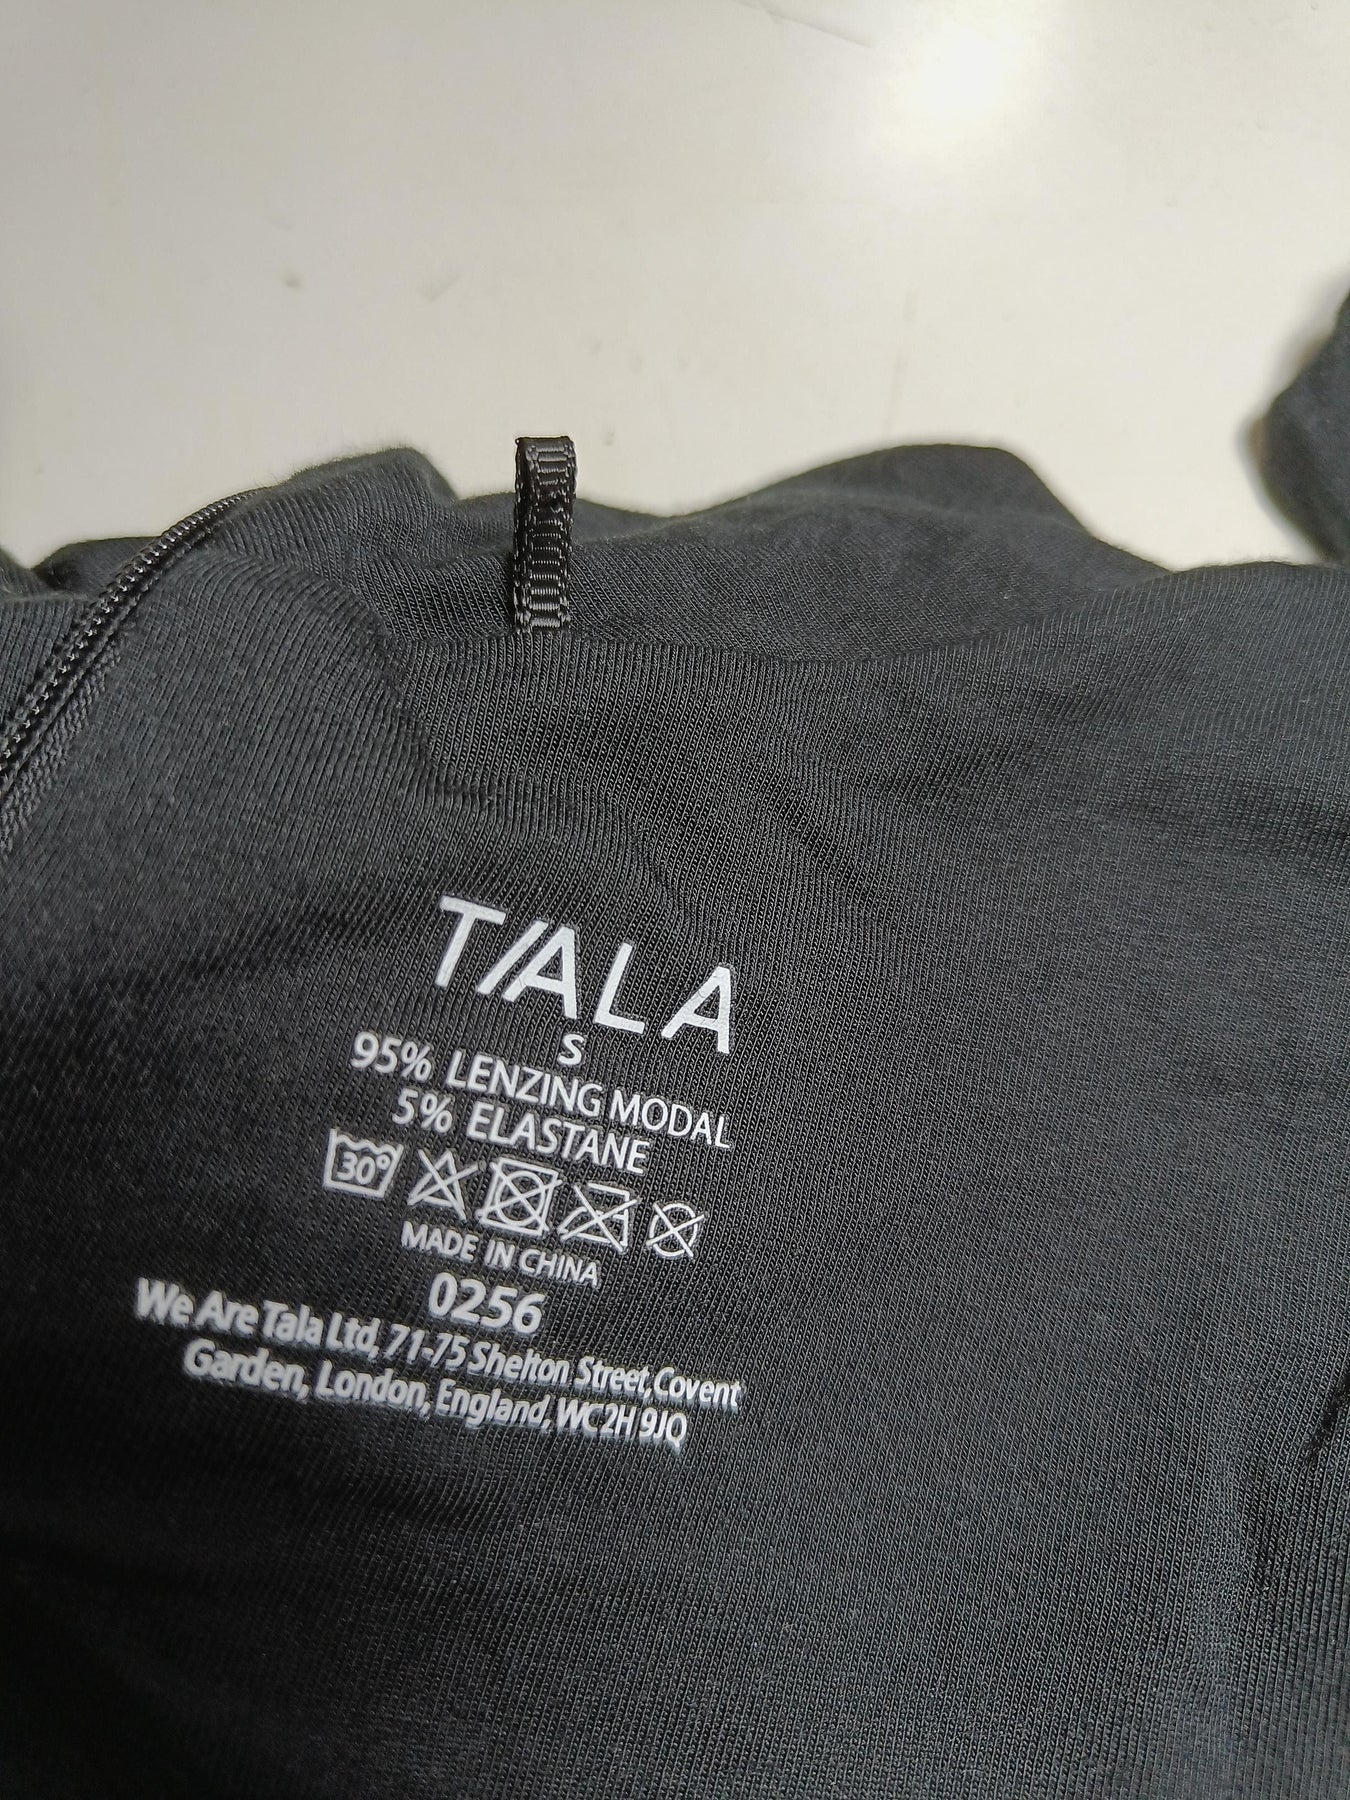 T/ALA
S
95% LENZING MODAL
5% ELASTANE
30°
MADE IN CHINA
0256
We Are Tala Ltd, 71-75 Shelton Street, Covent
Garden, London, England, WC2H 9JQ